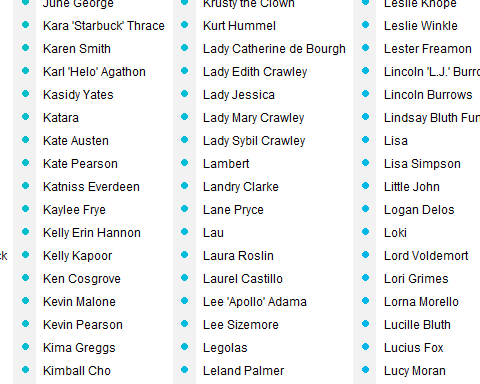 June George
Kara 'Starbuck' Thrace
Karen Smith
Karl 'Helo' Agathon
Kasidy Yates
Katara
Kate Austen
Kate Pearson
Katniss Everdeen
Kaylee Frye
Kelly Erin Hannon
Kelly Kapoor
Ken Cosgrove
Kevin Malone
Kevin Pearson
Kima Greggs
Kimball Cho
Krusty the Clown
Kurt Hummel
Lady Catherine de Bourgh
Lady Edith Crawley
Lady Jessica
Lady Mary Crawley
Lady Sybil Crawley
Lambert
Landry Clarke
Lane Pryce
Lau
Laura Roslin
Laurel Castillo
Lee 'Apollo' Adama
Lee Sizemore
Legolas
Leland Palmer
Leslie Knope
Leslie Winkle
Lester Freamon
Lincoln 'L.J.' Burro
Lincoln Burrows
Lindsay Bluth Fun
Lisa
Lisa Simpson
Little John
Logan Delos
Loki
Lord Voldemort
Lori Grimes
Lorna Morello
Lucille Bluth
Lucius Fox
Lucy Moran